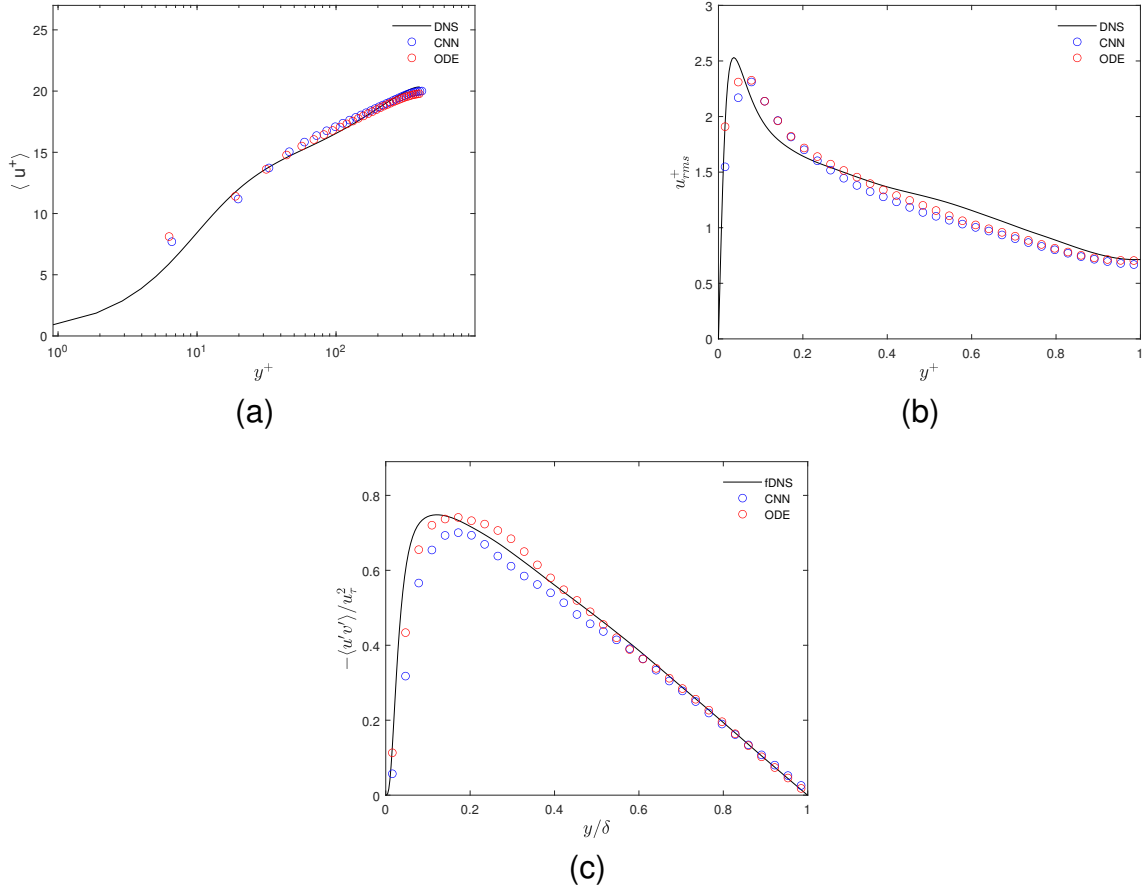 25
20
15
10
5
0
10⁰ 10¹ 10²
⟨ u⁺⟩
y⁺
DNS
CNN
ODE
(a)
3
2.5
2
1.5
1
0.5
0
0 0.2 0.4 0.6 0.8 1
u⁺rms
y⁺
DNS
CNN
ODE
(b)
0.8
0.6
0.4
0.2
0
0 0.2 0.4 0.6 0.8 1
−⟨u′v′⟩/u²τ
y/δ
fDNS
CNN
ODE
(c)